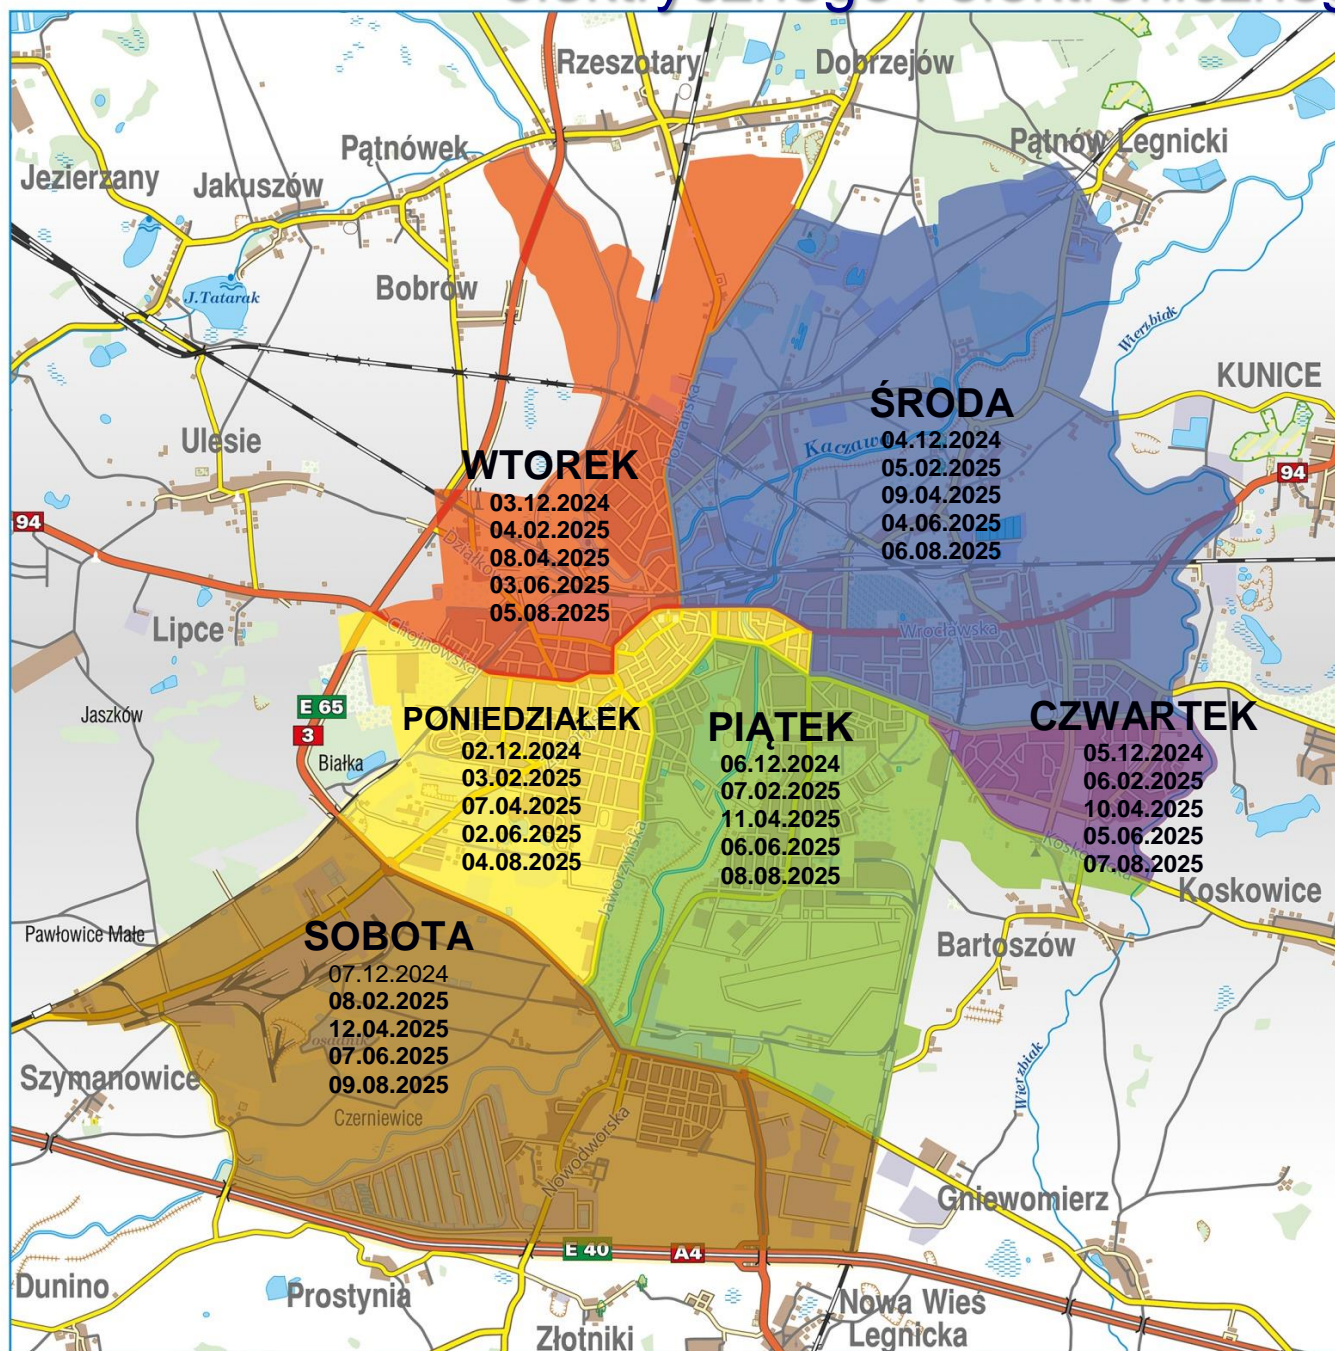 elektrycznego i elektronicznego
Rzeszotary
Dobrzejów
Pątnówek
Pątnów Legnicki
Jezierzany
Jakuszów
Bobrów
J.Tatarak
Wierzbiak
KUNICE
Poznańska
ŚRODA
Kaczawa
04.12.2024
05.02.2025
09.04.2025
04.06.2025
06.08.2025
Ulesie
WTOREK
03.12.2024
04.02.2025
08.04.2025
03.06.2025
05.08.2025
94
94
Lipce
Chojnowska
Wrocławska
E 65
3
Jaszków
Białka
PONIEDZIAŁEK
02.12.2024
03.02.2025
07.04.2025
02.06.2025
04.08.2025
PIĄTEK
06.12.2024
07.02.2025
11.04.2025
06.06.2025
08.08.2025
CZWARTEK
05.12.2024
06.02.2025
10.04.2025
05.06.2025
07.08.2025
Jaworzyńska
Koskowice
Pawłowice Małe
Bartoszów
SOBOTA
07.12.2024
08.02.2025
12.04.2025
07.06.2025
09.08.2025
osadnik
Szymanowice
Czerniewice
Nowodworska
Wierzbiak
Gniewomierz
E 40
A4
Dunino
Prostynia
Złotniki
Nowa Wieś
Legnicka